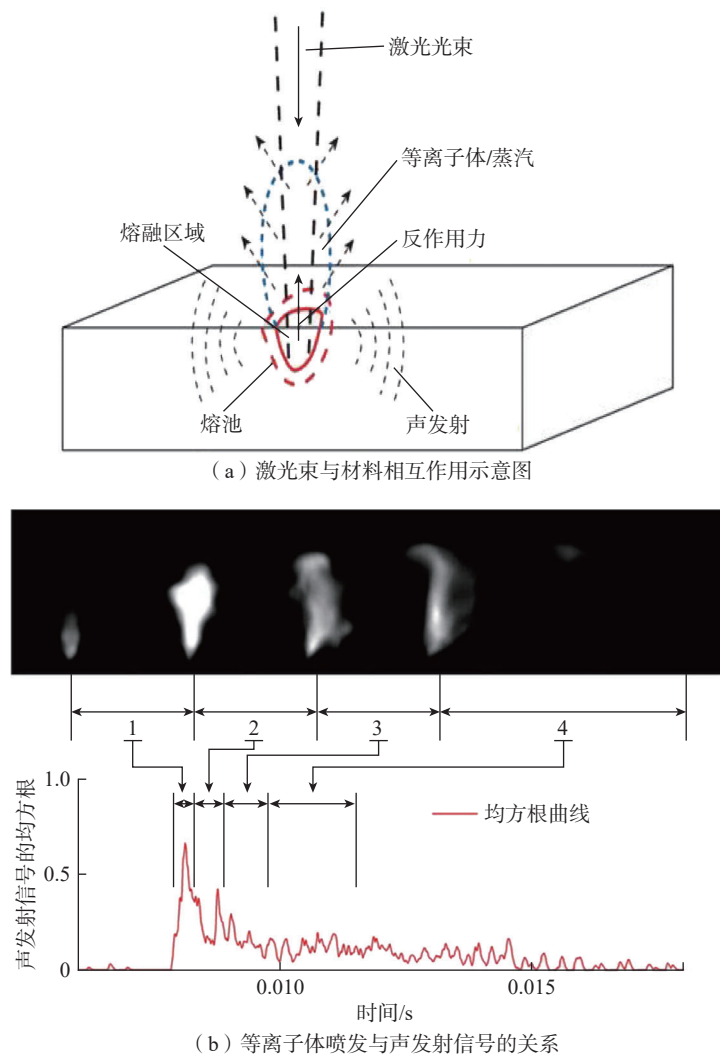 激光光束
等离子体/蒸汽
熔融区域
反作用力
熔池
声发射
（a）激光束与材料相互作用示意图
1
2
3
4
1.0
均方根曲线
0.5
声发射信号的均方根
0
0.010
0.015
时间/s
（b）等离子体喷发与声发射信号的关系